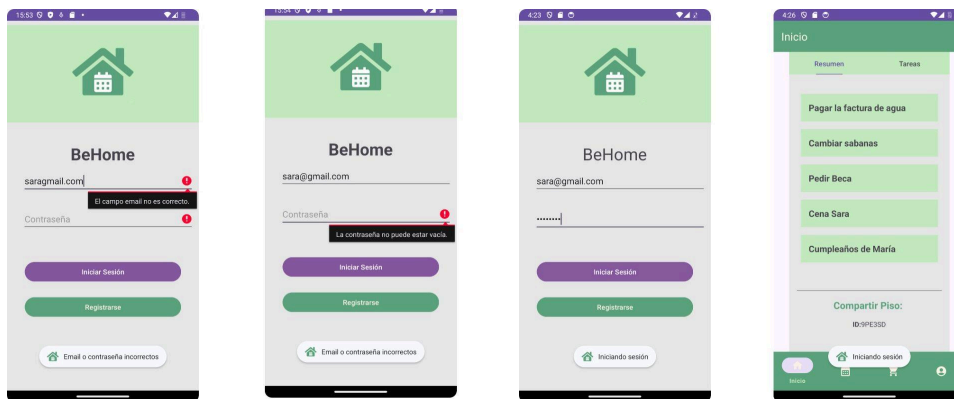 15:53
BeHome
saragmail.com
El campo email no es correcto.
Contraseña
Iniciar Sesión
Registrarse
Email o contraseña incorrectos
15:54
BeHome
sara@gmail.com
Contraseña
La contraseña no puede estar vacía.
Iniciar Sesión
Registrarse
Email o contraseña incorrectos
4:23
BeHome
sara@gmail.com
........
Iniciar Sesión
Registrarse
Iniciando sesión
4:26
Inicio
Resumen Tareas
Pagar la factura de agua
Cambiar sabanas
Pedir Beca
Cena Sara
Cumpleaños de María
Compartir Piso:
ID:9PE3SD
Iniciando sesión
Inicio